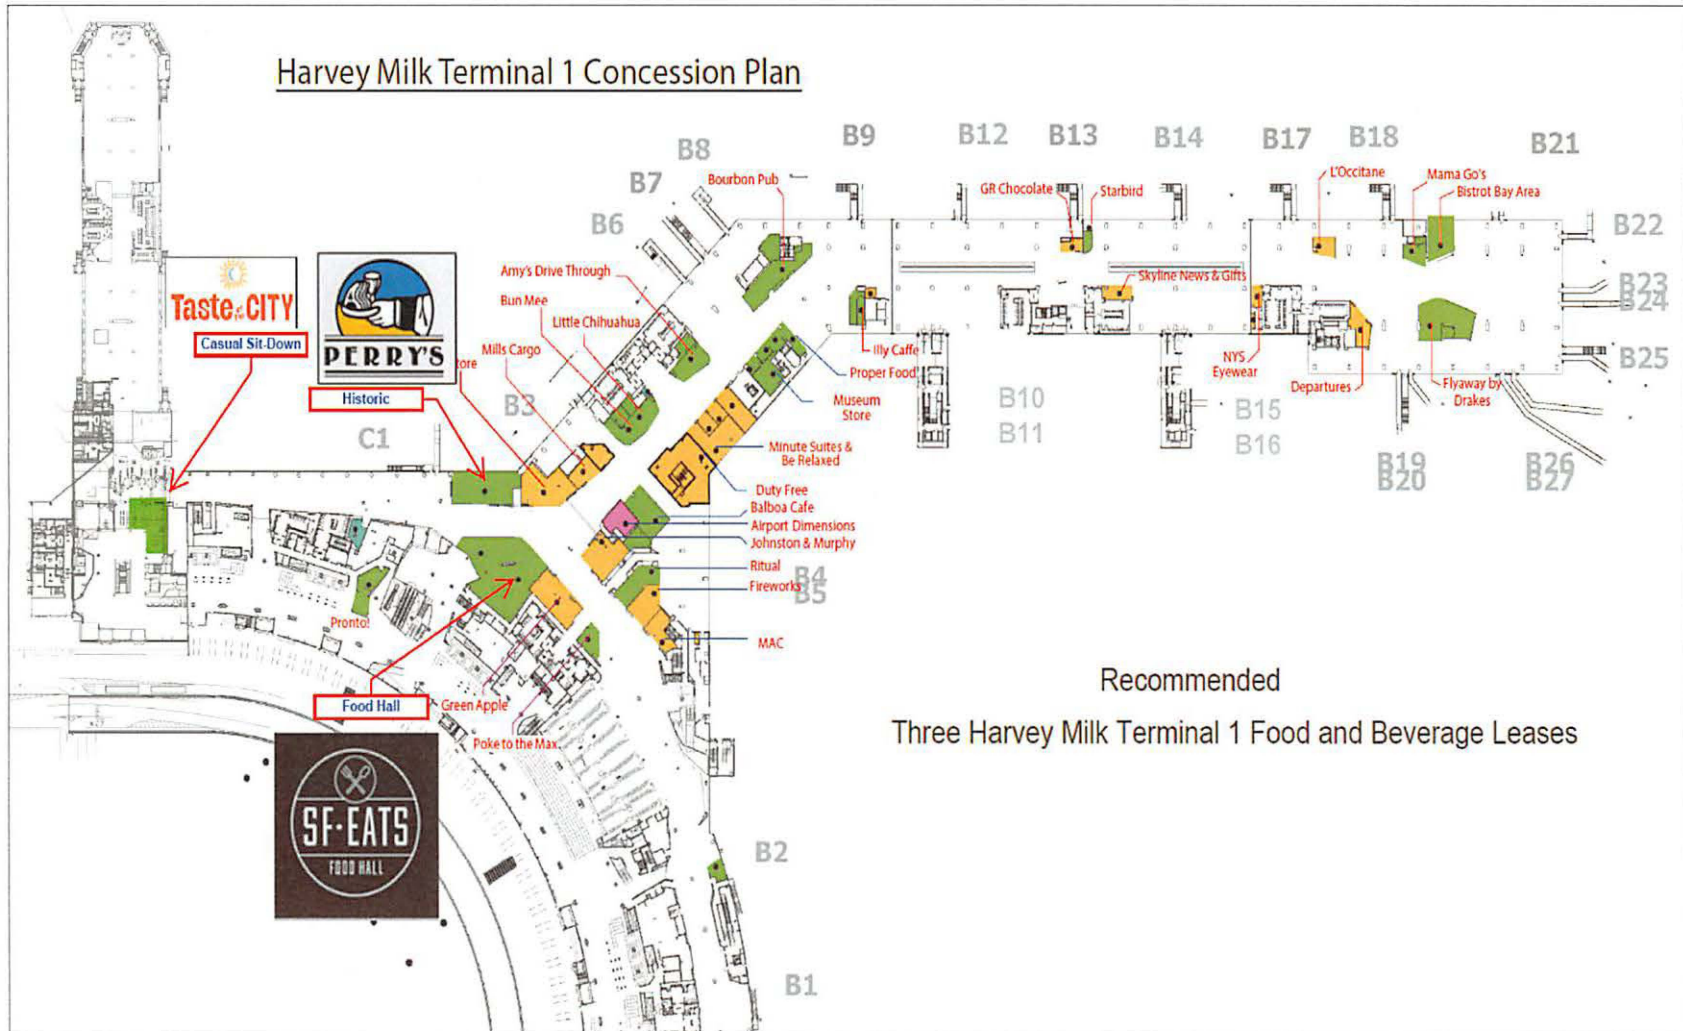 Harvey Milk Terminal 1 Concession Plan
B9
B12
B13
B14
B17
B18
B21
B8
B7
B6
B22
B23
B24
B25
Bourbon Pub
GR Chocolate
Starbird
L'Occitane
Mama Go's
Bistrot Bay Area
Taste of the CITY
Casual Sit-Down
PERRY'S
Historic
Amy's Drive Through
Bun Mee
Little Chihuahua
Mills Cargo
ore
B3
C1
Skyline News & Gifts
Illy Caffe
Proper Food
Museum
Store
NYS
Eyewear
Departures
Flyaway by
Drakes
B10
B11
B15
B16
B19
B20
B26
B27
Minute Suites &
Be Relaxed
Duty Free
Balboa Cafe
Airport Dimensions
Johnston & Murphy
Ritual
B4
Fireworks
B5
MAC
Pronto!
Food Hall
Green Apple
Poke to the Max
SF·EATS
FOOD HALL
Recommended
Three Harvey Milk Terminal 1 Food and Beverage Leases
B2
B1